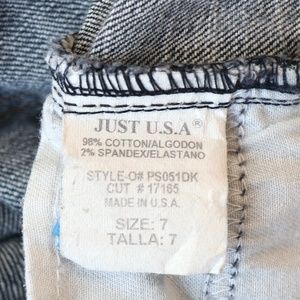 JUST U.S.A®
98% COTTON/ALGODON
2% SPANDEX/ELASTANO
STYLE-O# PS051DK
CUT # 17165
MADE IN U.S.A.
SIZE: 7
TALLA: 7